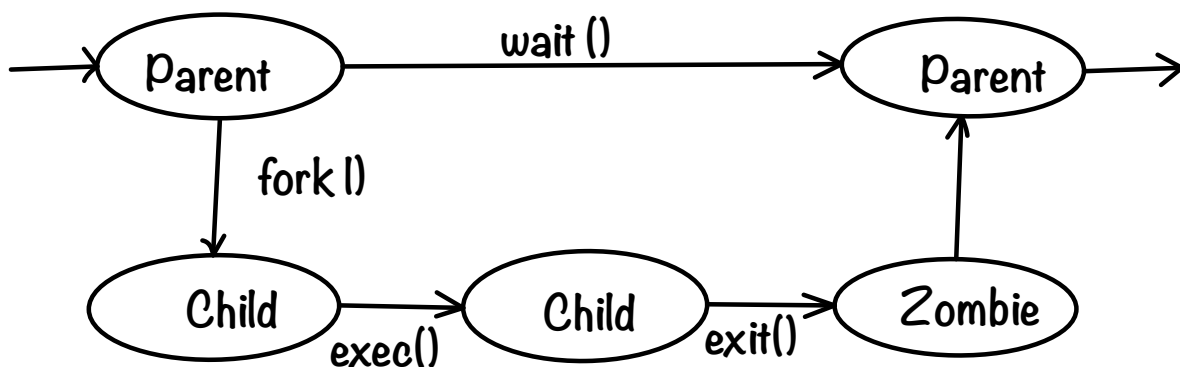 wait ()
Parent
Parent
fork l)
Child
Child
Zombie
exec()
exit()